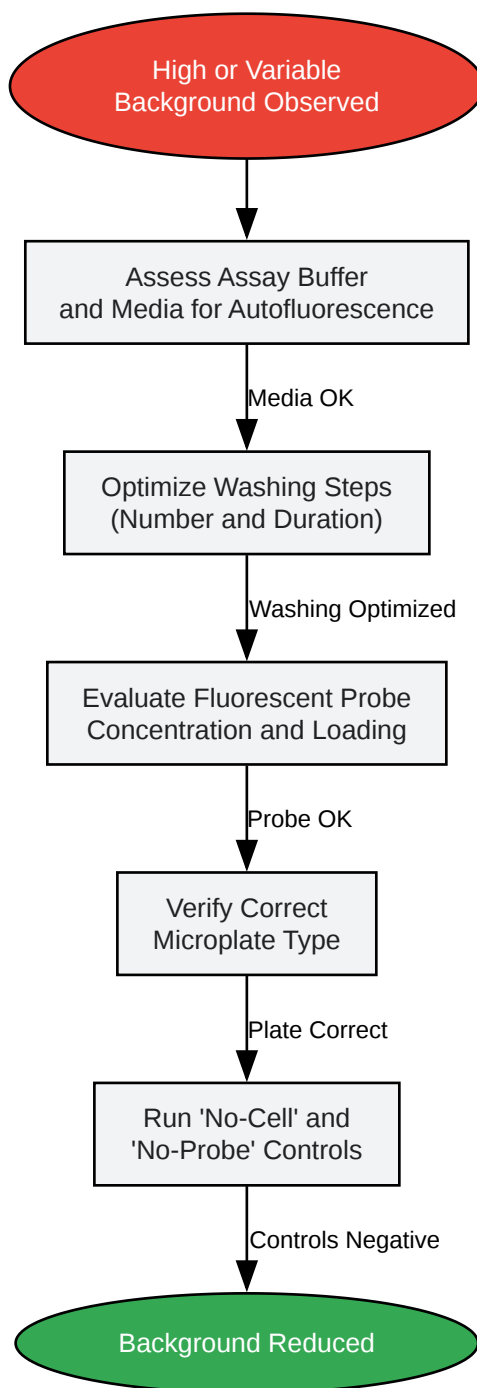 High or Variable
Background Observed
Assess Assay Buffer
and Media for Autofluorescence
Media OK
Optimize Washing Steps
(Number and Duration)
Washing Optimized
Evaluate Fluorescent Probe
Concentration and Loading
Probe OK
Verify Correct
Microplate Type
Plate Correct
Run 'No-Cell' and
'No-Probe' Controls
Controls Negative
Background Reduced